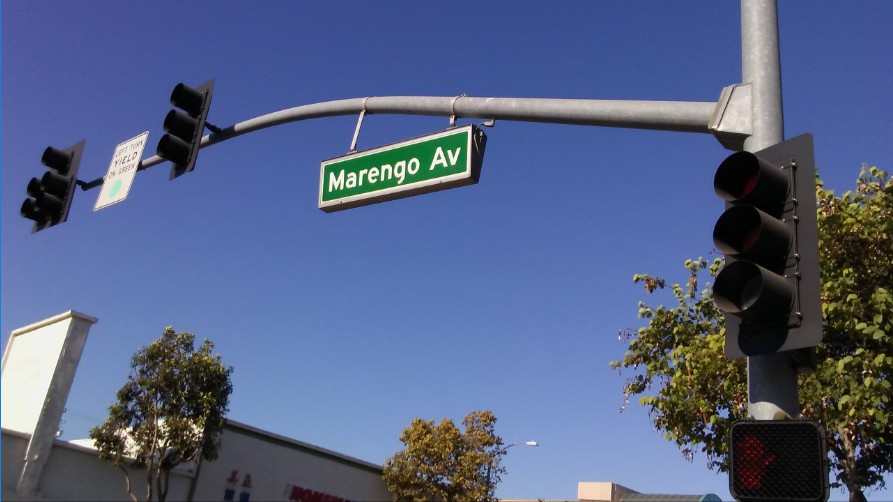 LEFT TURN
YIELD
ON GREEN
Marengo Av